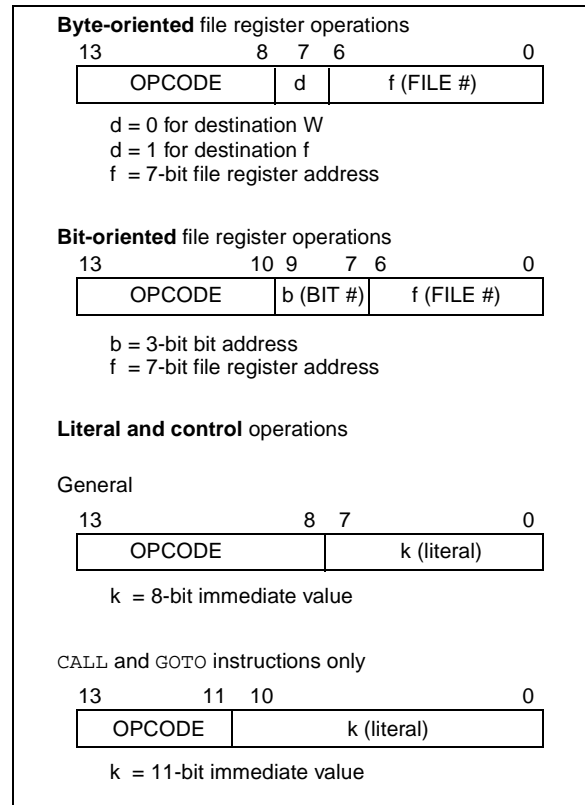 Byte-oriented file register operations
13 8 7 6 0
OPCODE d f (FILE #)
d = 0 for destination W
d = 1 for destination f
f = 7-bit file register address
Bit-oriented file register operations
13 10 9 7 6 0
OPCODE b (BIT #) f (FILE #)
b = 3-bit bit address
f = 7-bit file register address
Literal and control operations
General
13 8 7 0
OPCODE k (literal)
k = 8-bit immediate value
CALL and GOTO instructions only
13 11 10 0
OPCODE k (literal)
k = 11-bit immediate value